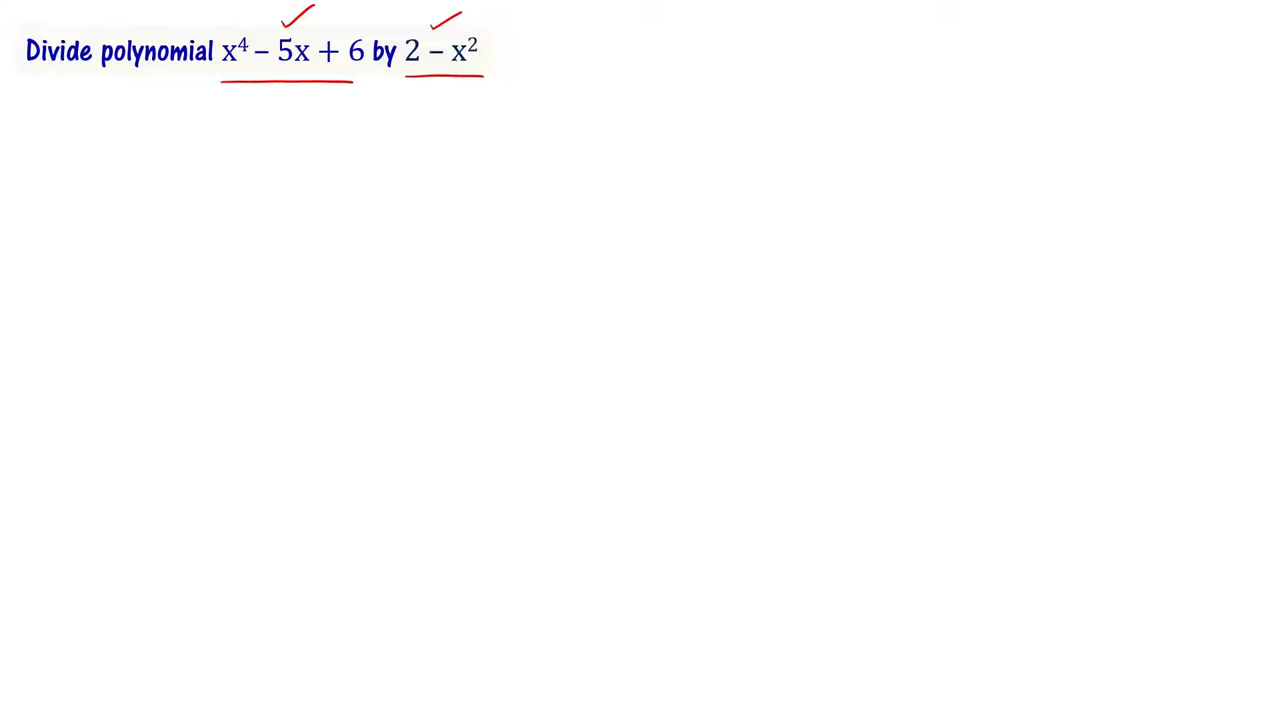 Divide polynomial x⁴ – 5x + 6 by 2 – x²